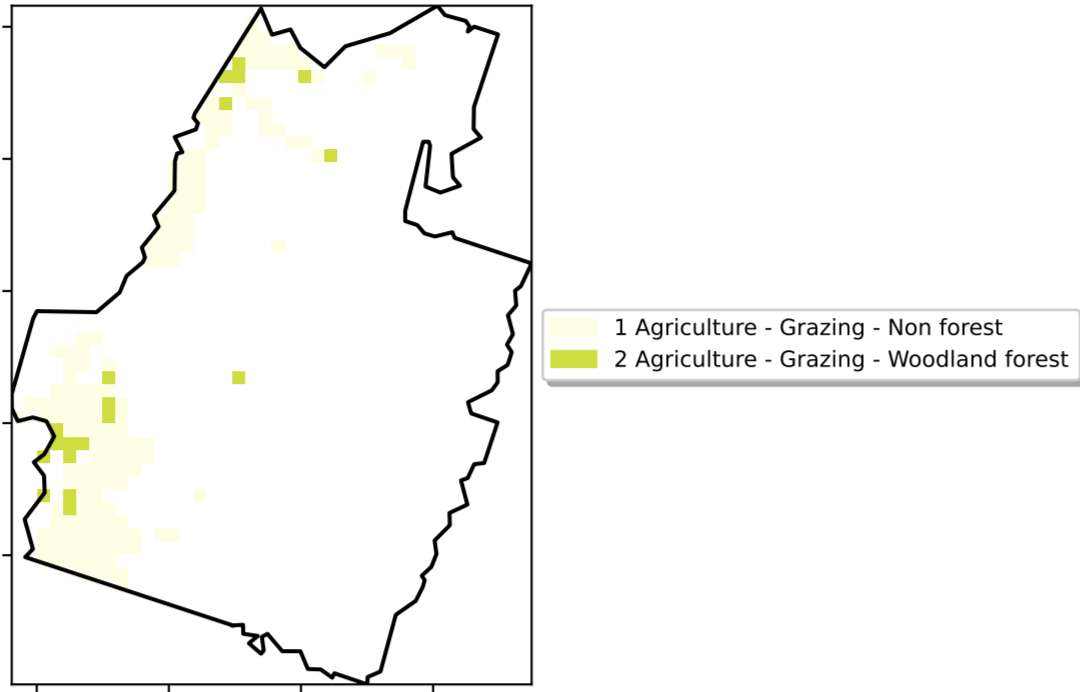 1 Agriculture - Grazing - Non forest
2 Agriculture - Grazing - Woodland forest